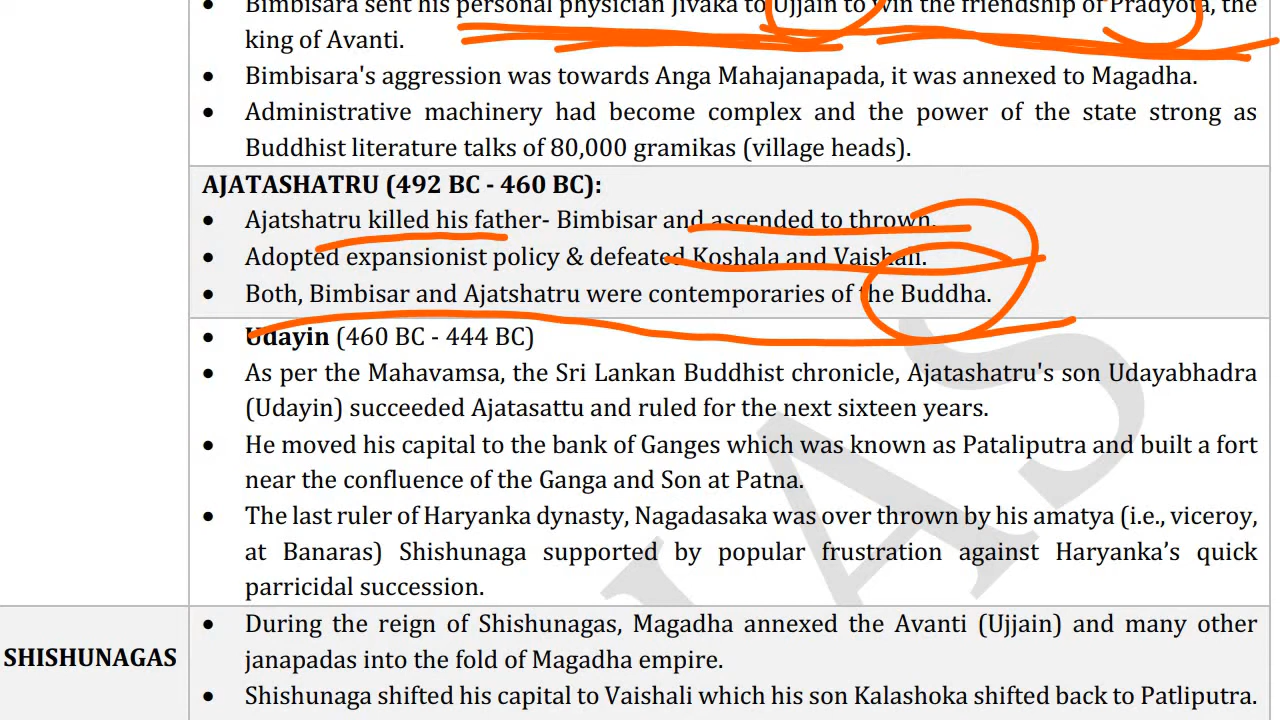 • Bimbisara sent his personal physician Jivaka to Ujjain to win the friendship of Pradyota, the
king of Avanti.
• Bimbisara's aggression was towards Anga Mahajanapada, it was annexed to Magadha.
• Administrative machinery had become complex and the power of the state strong as
Buddhist literature talks of 80,000 gramikas (village heads).
AJATASHATRU (492 BC - 460 BC):
• Ajatshatru killed his father- Bimbisar and ascended to thrown.
• Adopted expansionist policy & defeated Koshala and Vaishali.
• Both, Bimbisar and Ajatshatru were contemporaries of the Buddha.
• Udayin (460 BC - 444 BC)
• As per the Mahavamsa, the Sri Lankan Buddhist chronicle, Ajatashatru's son Udayabhadra
(Udayin) succeeded Ajatasattu and ruled for the next sixteen years.
• He moved his capital to the bank of Ganges which was known as Pataliputra and built a fort
near the confluence of the Ganga and Son at Patna.
• The last ruler of Haryanka dynasty, Nagadasaka was over thrown by his amatya (i.e., viceroy,
at Banaras) Shishunaga supported by popular frustration against Haryanka’s quick
parricidal succession.
SHISHUNAGAS
• During the reign of Shishunagas, Magadha annexed the Avanti (Ujjain) and many other
janapadas into the fold of Magadha empire.
• Shishunaga shifted his capital to Vaishali which his son Kalashoka shifted back to Patliputra.